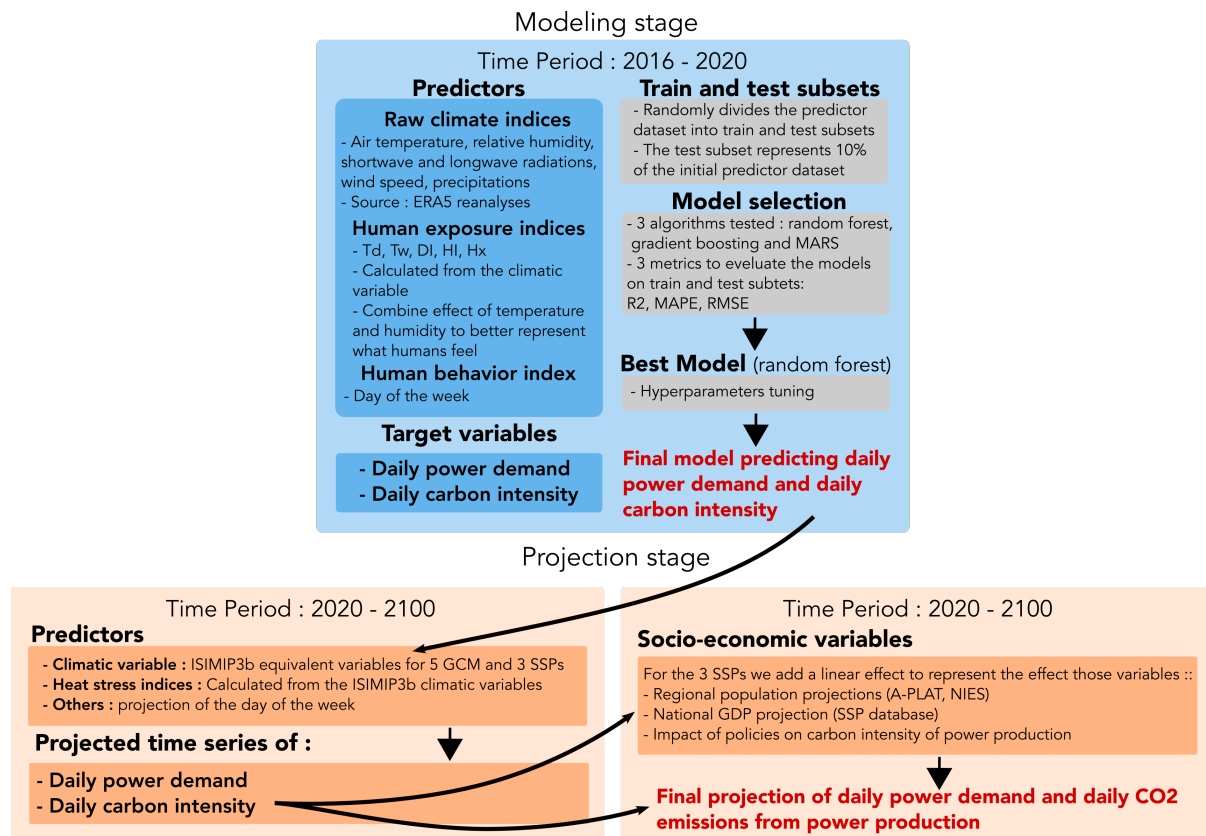 Modeling stage
Time Period : 2016 - 2020
Predictors
Raw climate indices
- Air temperature, relative humidity,
shortwave and longwave radiations,
wind speed, precipitations
- Source : ERA5 reanalyses
Human exposure indices
- Td, Tw, DI, HI, Hx
- Calculated from the climatic
variable
- Combine effect of temperature
and humidity to better represent
what humans feel
Human behavior index
- Day of the week
Target variables
- Daily power demand
- Daily carbon intensity
Train and test subsets
- Randomly divides the predictor
dataset into train and test subsets
- The test subset represents 10%
of the initial predictor dataset
Model selection
- 3 algorithms tested : random forest,
gradient boosting and MARS
- 3 metrics to eveluate the models
on train and test subtets:
R2, MAPE, RMSE
Best Model (random forest)
- Hyperparameters tuning
Final model predicting daily
power demand and daily
carbon intensity
Projection stage
Time Period : 2020 - 2100
Predictors
- Climatic variable : ISIMIP3b equivalent variables for 5 GCM and 3 SSPs
- Heat stress indices : Calculated from the ISIMIP3b climatic variables
- Others : projection of the day of the week
Projected time series of :
- Daily power demand
- Daily carbon intensity
Time Period : 2020 - 2100
Socio-economic variables
For the 3 SSPs we add a linear effect to represent the effect those variables ::
- Regional population projections (A-PLAT, NIES)
- National GDP projection (SSP database)
- Impact of policies on carbon intensity of power production
Final projection of daily power demand and daily CO2
emissions from power production